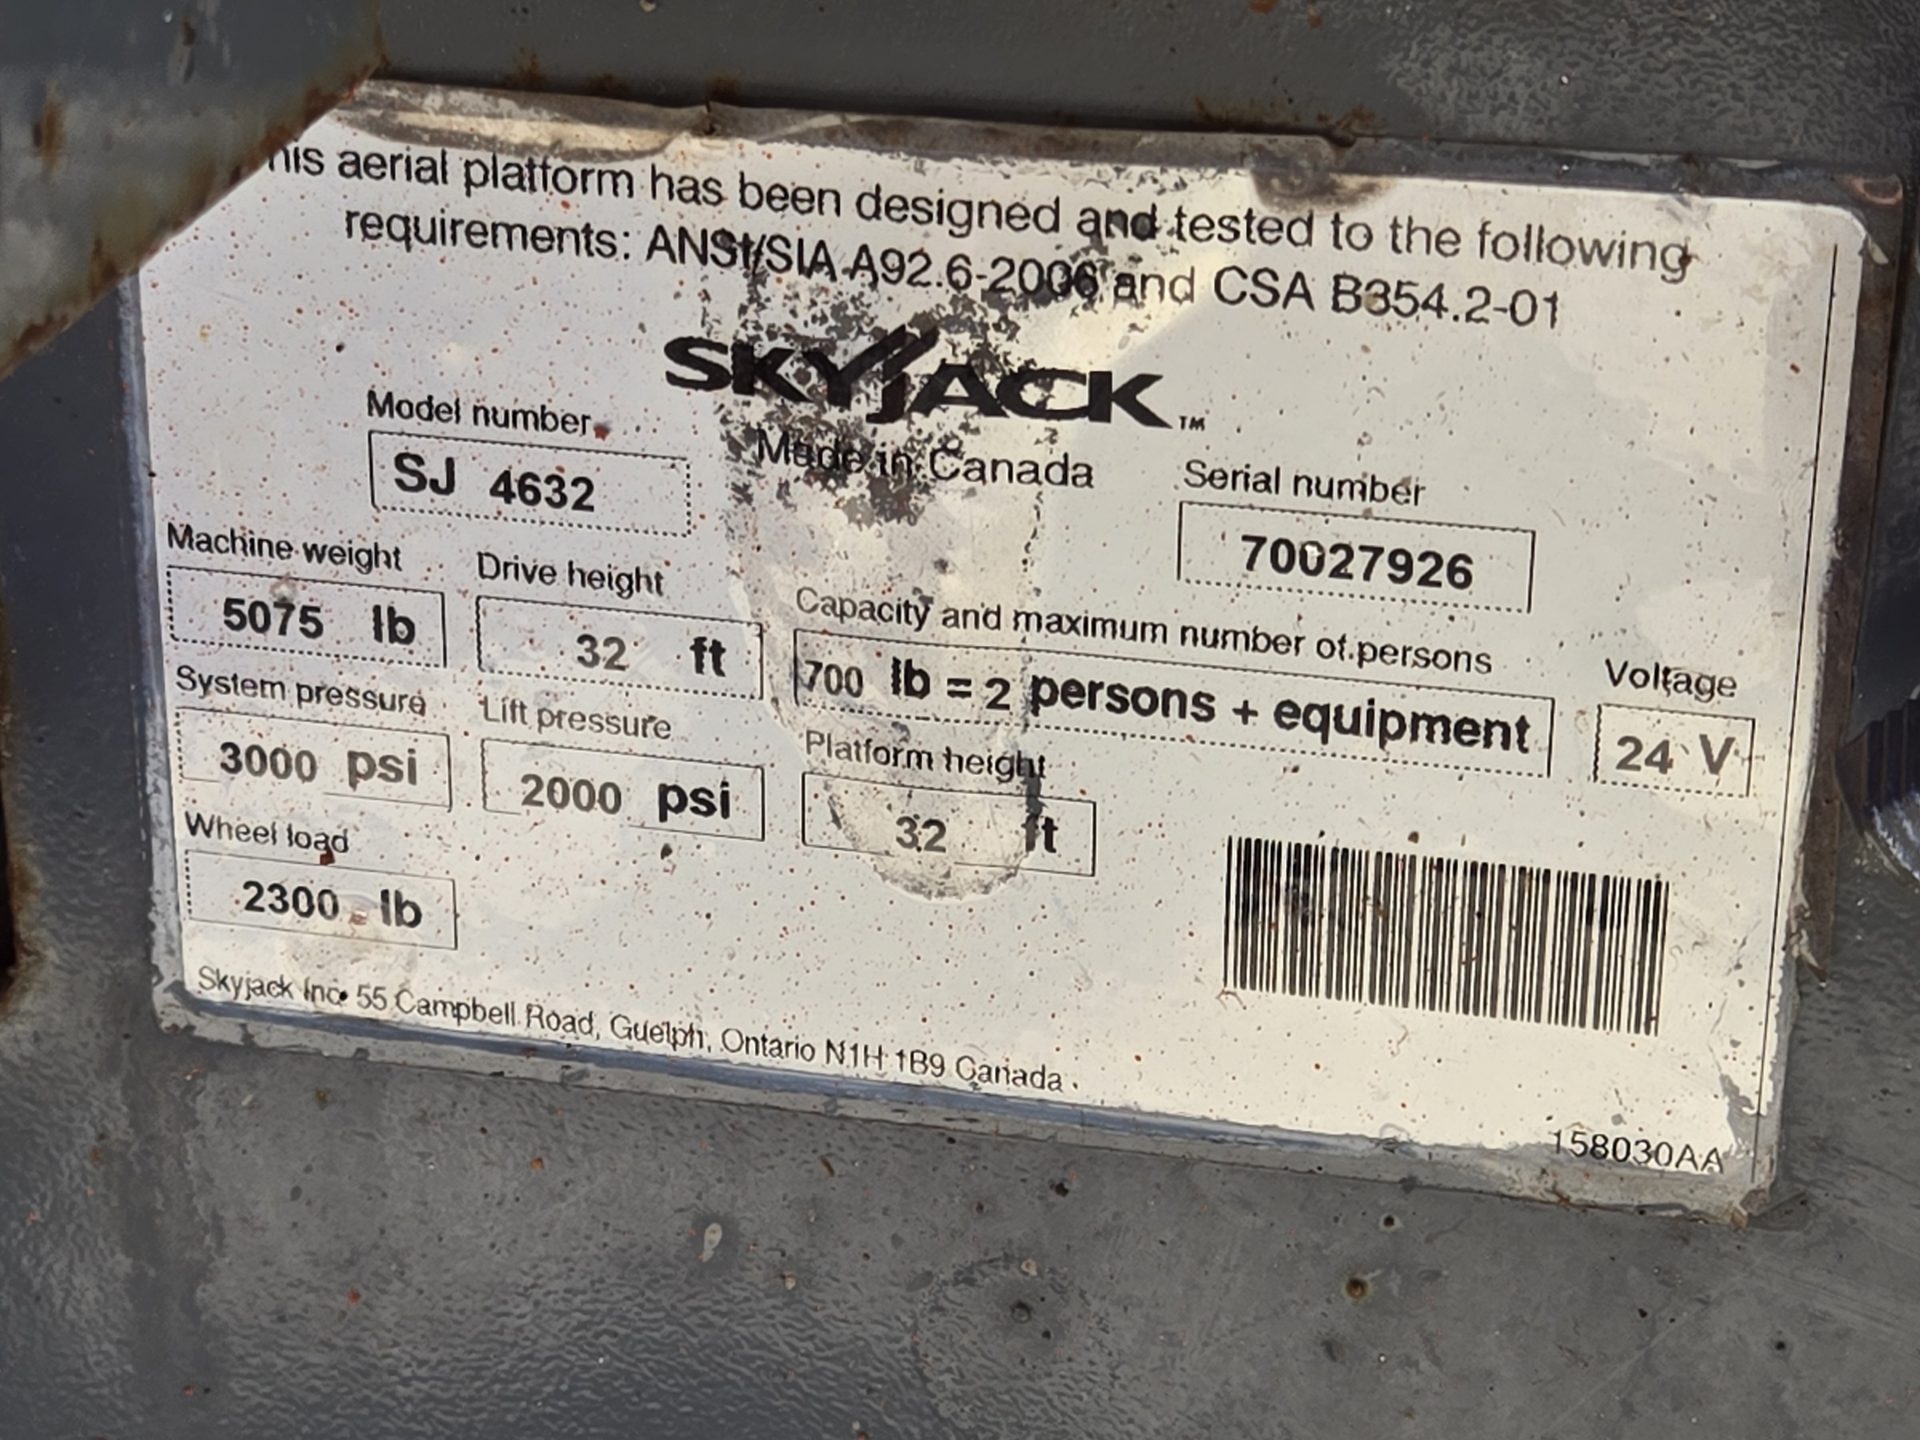 his aerial platform has been designed and tested to the following
requirements: ANSI/SIA A92.6-2006 and CSA B354.2-01
SKYJACK™
Made in Canada
Model number
SJ 4632
Serial number
70027926
Machine weight
5075 lb
Drive height
32 ft
Capacity and maximum number of persons
700 lb = 2 persons + equipment
Voltage
24 V
System pressure
3000 psi
Lift pressure
2000 psi
Platform height
32 ft
Wheel load
2300 lb
Skyjack Inc. 55 Campbell Road, Guelph, Ontario N1H 1B9 Canada
158030AA